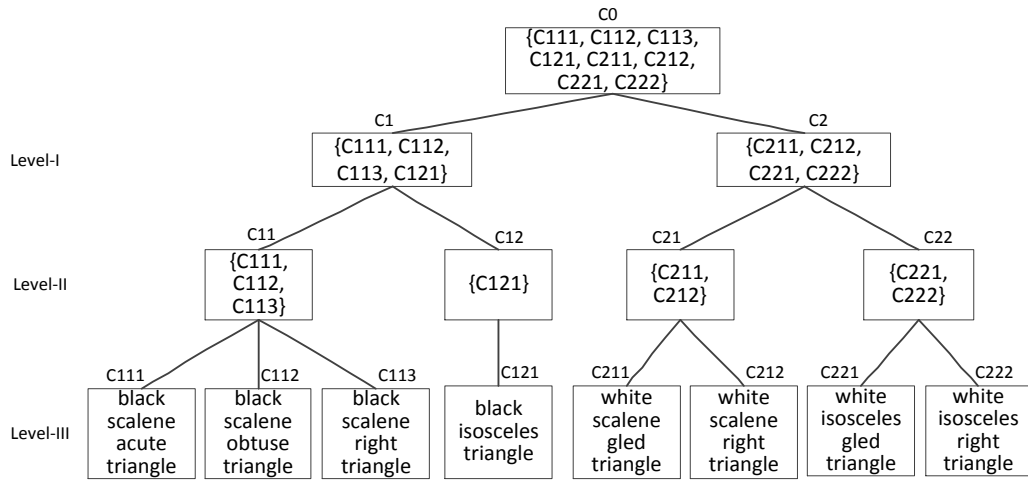 C0
{C111, C112, C113,
C121, C211, C212,
C221, C222}
C1
C2
Level-I
{C111, C112,
C113, C121}
{C211, C212,
C221, C222}
C11
C12
C21
C22
Level-II
{C111,
C112,
C113}
{C121}
{C211,
C212}
{C221,
C222}
C111
C112
C113
C121
C211
C212
C221
C222
Level-III
black
scalene
acute
triangle
black
scalene
obtuse
triangle
black
scalene
right
triangle
black
isosceles
triangle
white
scalene
gled
triangle
white
scalene
right
triangle
white
isosceles
gled
triangle
white
isosceles
right
triangle